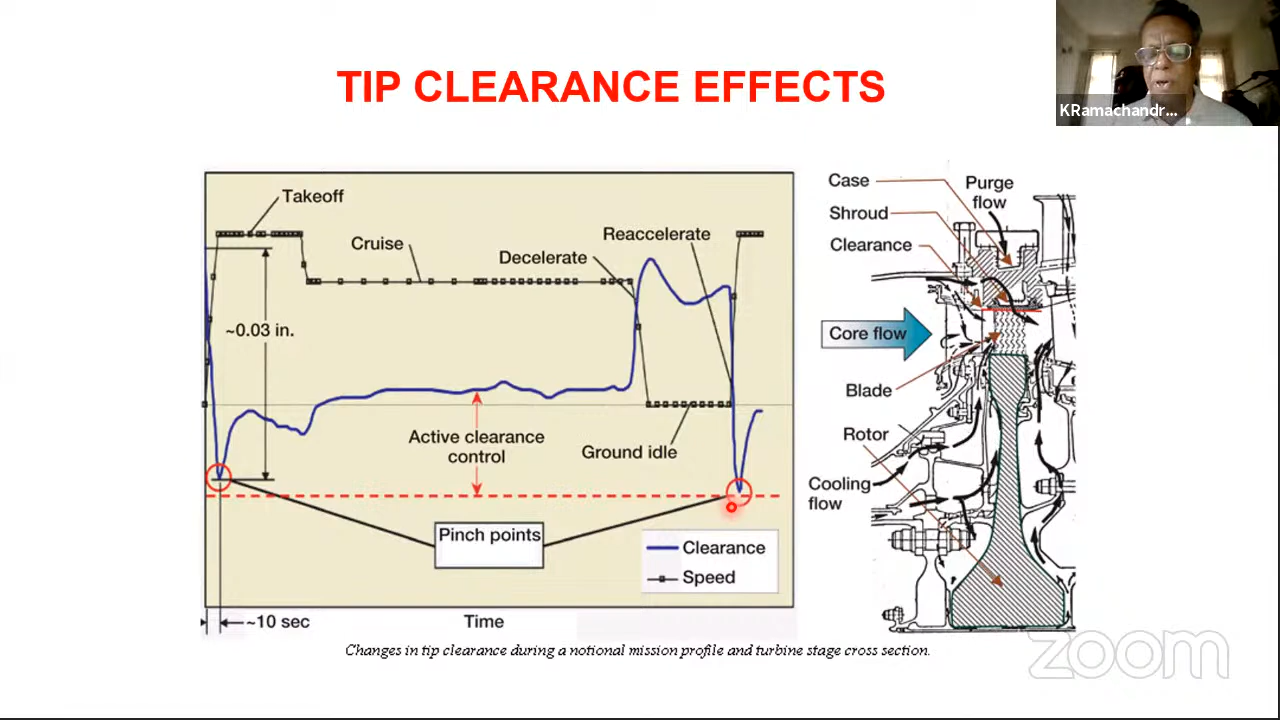 KRamachandr...
TIP CLEARANCE EFFECTS
Takeoff
Cruise
Decelerate
Reaccelerate
~0.03 in.
Active clearance
control
Ground idle
Pinch points
Clearance
Speed
~10 sec
Time
Case
Purge
flow
Shroud
Clearance
Core flow
Blade
Rotor
Cooling
flow
Changes in tip clearance during a notional mission profile and turbine stage cross section.
zoom